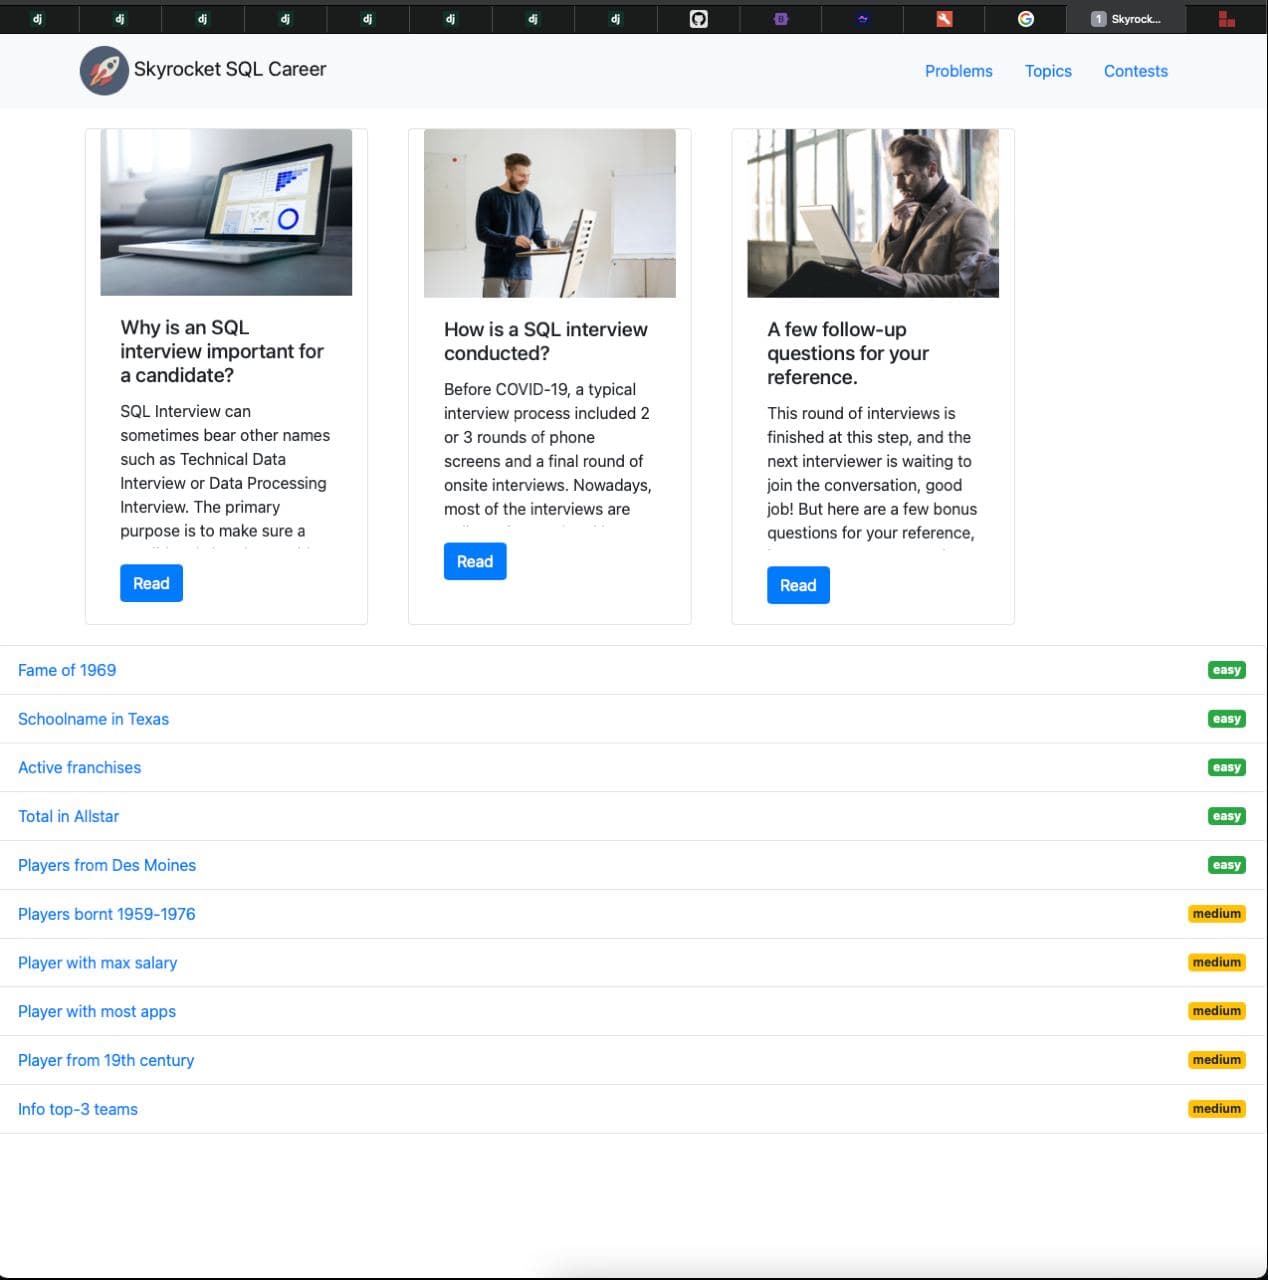 dj dj dj dj dj dj dj dj B G 1 Skyrock...
Skyrocket SQL Career
Problems Topics Contests
Why is an SQL
interview important for
a candidate?
SQL Interview can
sometimes bear other names
such as Technical Data
Interview or Data Processing
Interview. The primary
purpose is to make sure a
Read
How is a SQL interview
conducted?
Before COVID-19, a typical
interview process included 2
or 3 rounds of phone
screens and a final round of
onsite interviews. Nowadays,
most of the interviews are
Read
A few follow-up
questions for your
reference.
This round of interviews is
finished at this step, and the
next interviewer is waiting to
join the conversation, good
job! But here are a few bonus
questions for your reference,
Read
Fame of 1969 easy
Schoolname in Texas easy
Active franchises easy
Total in Allstar easy
Players from Des Moines easy
Players bornt 1959-1976 medium
Player with max salary medium
Player with most apps medium
Player from 19th century medium
Info top-3 teams medium